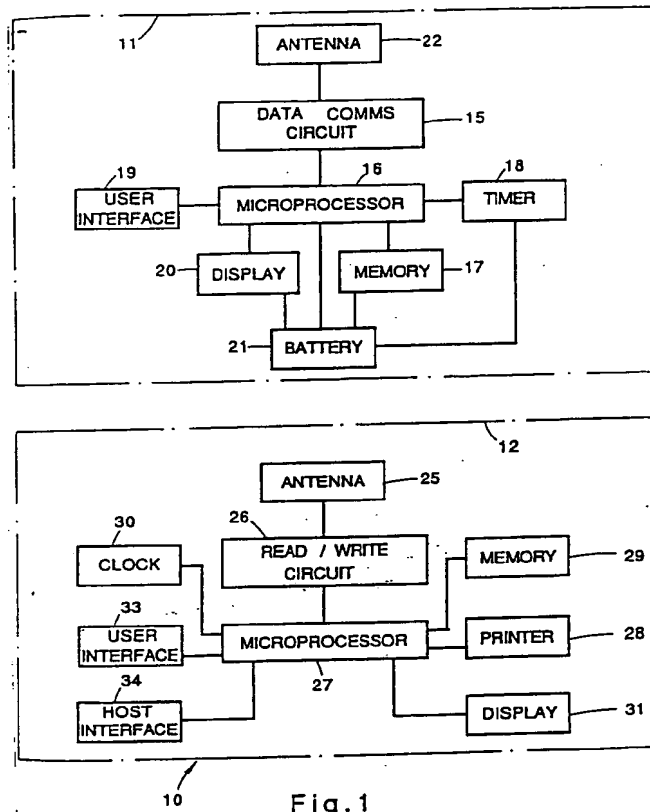 11
ANTENNA
22
DATA COMMS
CIRCUIT
15
19
USER
INTERFACE
16
MICROPROCESSOR
18
TIMER
20
DISPLAY
MEMORY
17
21
BATTERY
12
ANTENNA
25
30
CLOCK
26
READ / WRITE
CIRCUIT
MEMORY
29
33
USER
INTERFACE
MICROPROCESSOR
27
PRINTER
28
34
HOST
INTERFACE
DISPLAY
31
10
Fig.1